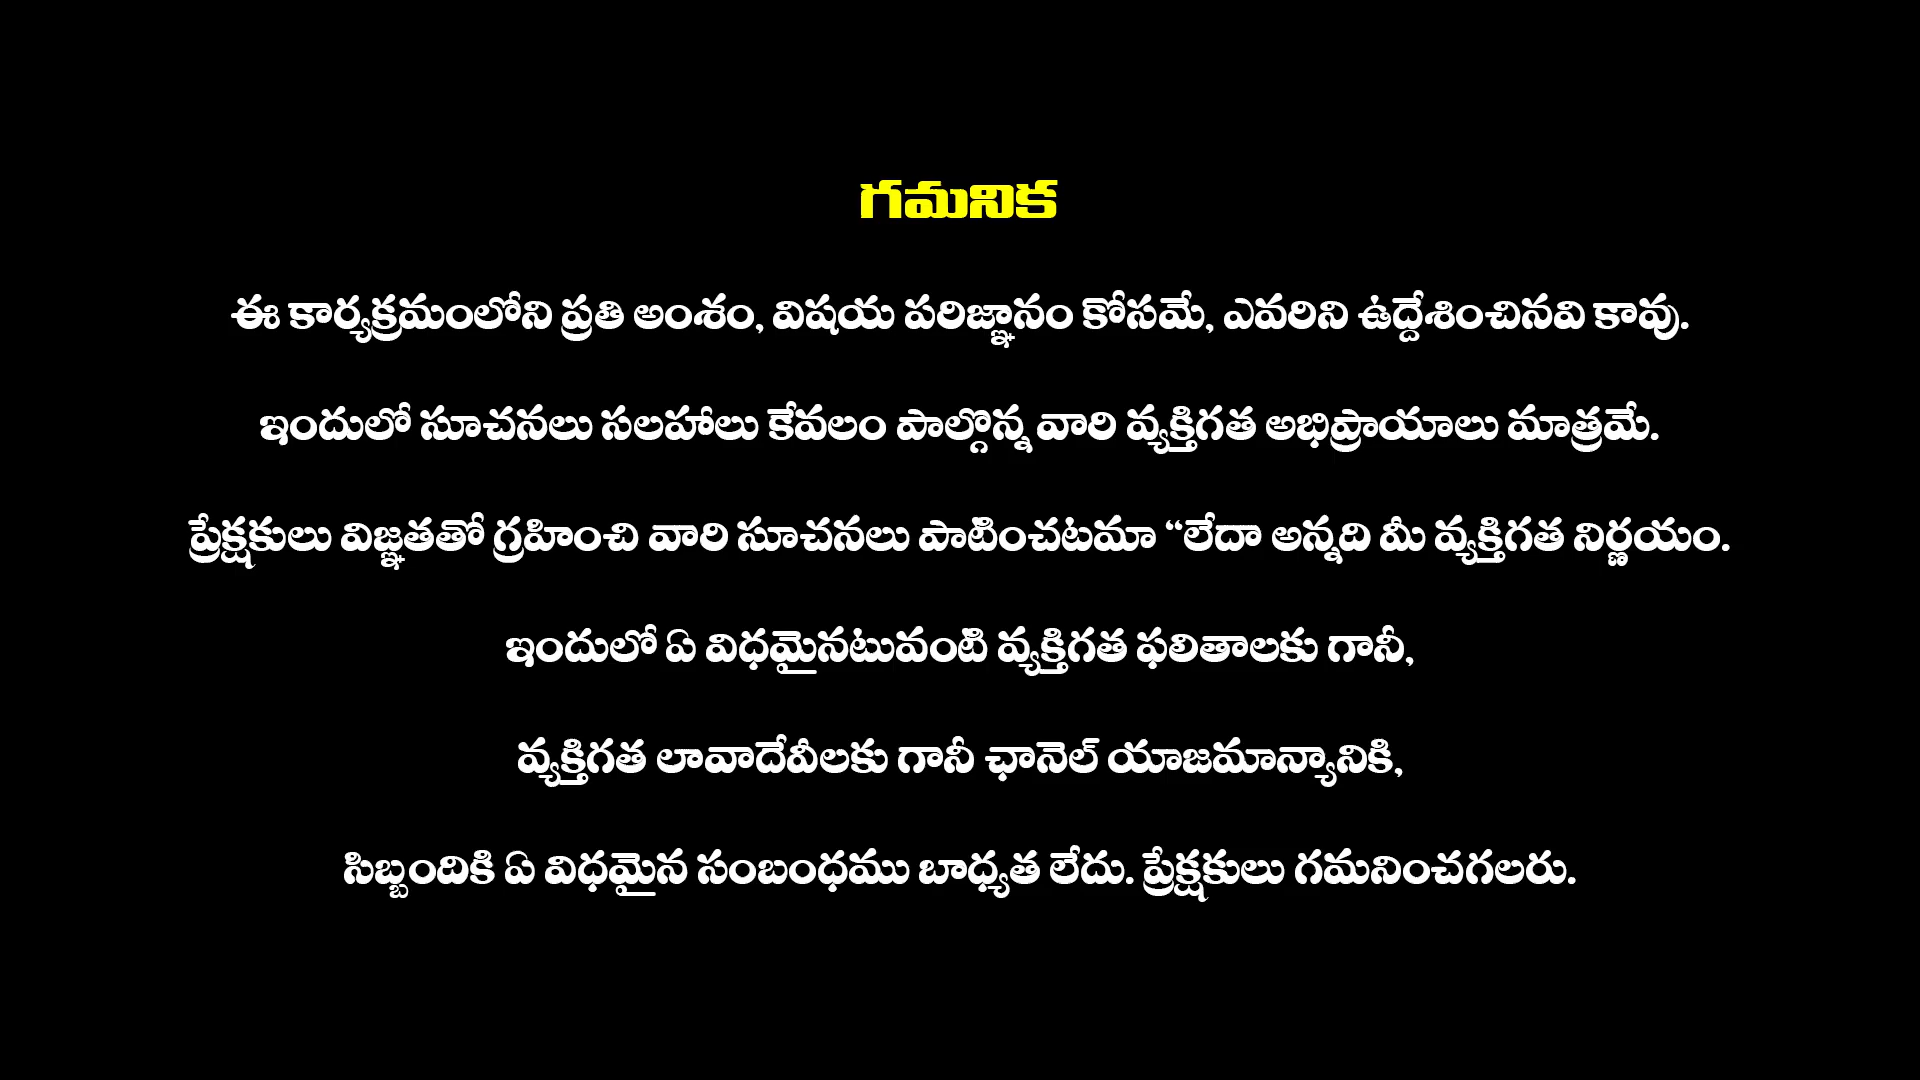 గమనిక
ఈ కార్యక్రమంలోని ప్రతి అంశం, విషయ పరిజ్ఞానం కోసమే, ఎవరిని ఉద్దేశించినవి కావు.
ఇందులో సూచనలు సలహాలు కేవలం పాల్గొన్న వారి వ్యక్తిగత అభిప్రాయాలు మాత్రమే.
ప్రేక్షకులు విజ్ఞతతో గ్రహించి వారి సూచనలు పాటించటమా “లేదా అన్నది మీ వ్యక్తిగత నిర్ణయం.
ఇందులో ఏ విధమైనటువంటి వ్యక్తిగత ఫలితాలకు గానీ,
వ్యక్తిగత లావాదేవీలకు గానీ ఛానెల్ యాజమాన్యానికి,
సిబ్బందికి ఏ విధమైన సంబంధము బాధ్యత లేదు. ప్రేక్షకులు గమనించగలరు.